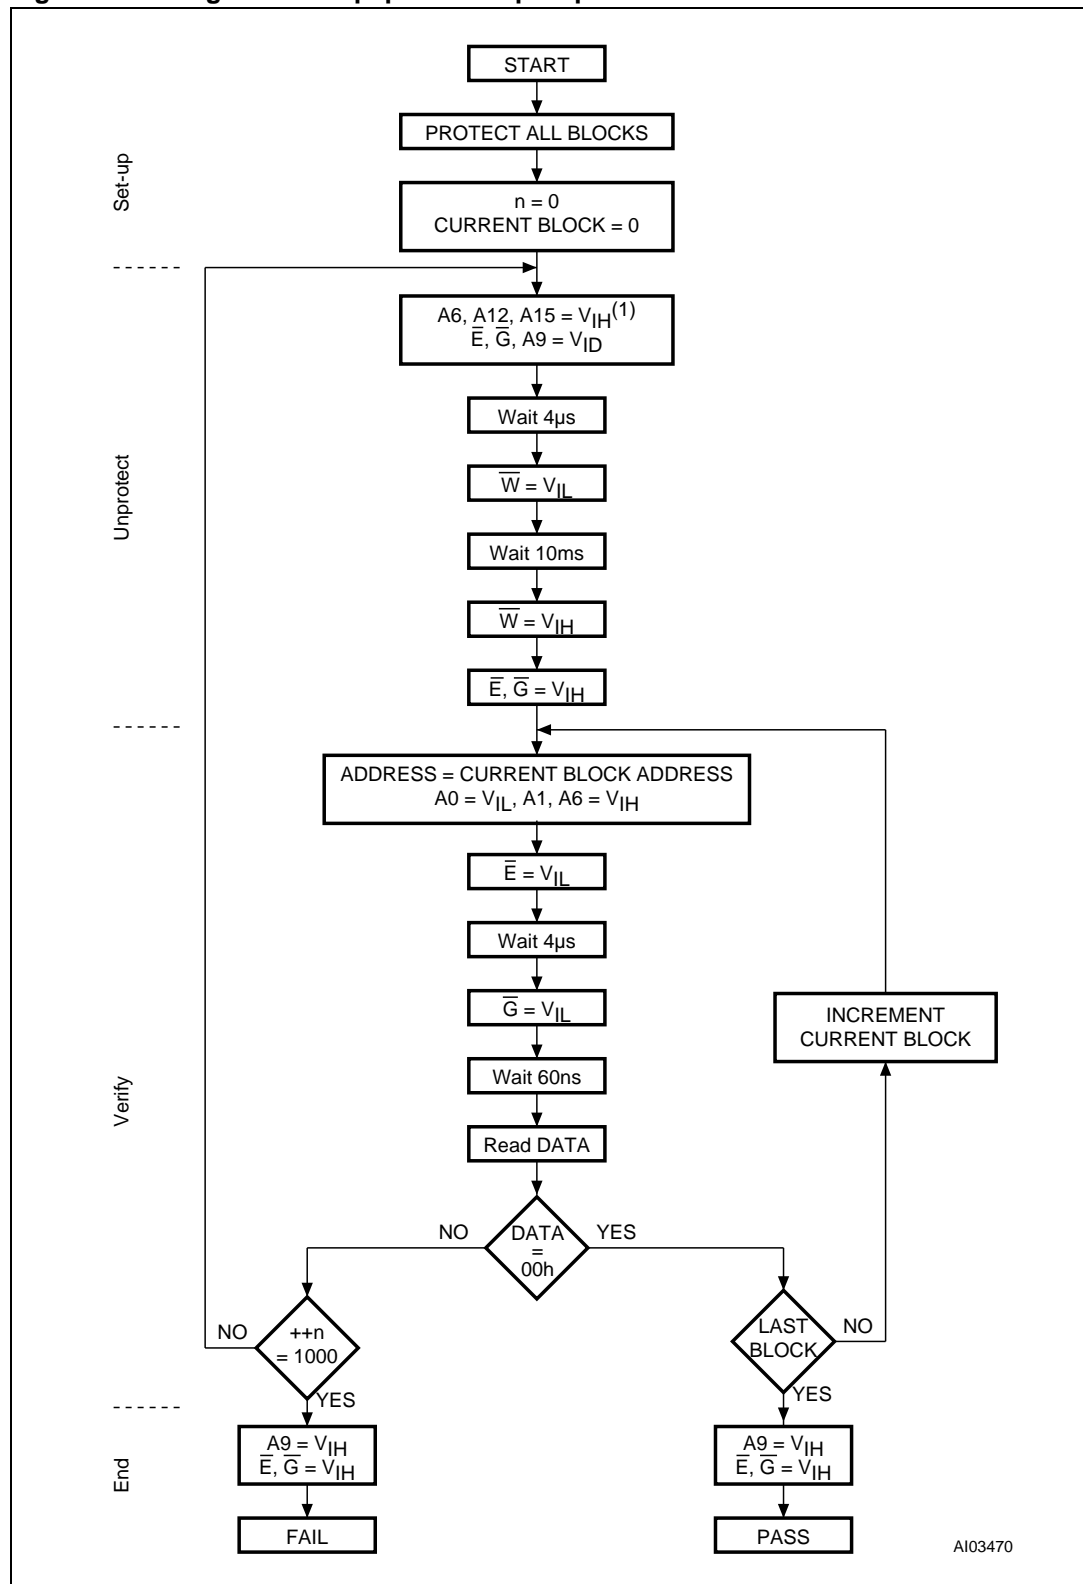 START
PROTECT ALL BLOCKS
Set-up
n = 0
CURRENT BLOCK = 0
A6, A12, A15 = VIH(1)
E̅, G̅, A9 = VID
Wait 4µs
W̅ = VIL
Unprotect
Wait 10ms
W̅ = VIH
E̅, G̅ = VIH
ADDRESS = CURRENT BLOCK ADDRESS
A0 = VIL, A1, A6 = VIH
E̅ = VIL
Wait 4µs
G̅ = VIL
INCREMENT
CURRENT BLOCK
Wait 60ns
Verify
Read DATA
NO
DATA
=
00h
YES
NO
++n
= 1000
YES
LAST
BLOCK
NO
YES
End
A9 = VIH
E̅, G̅ = VIH
A9 = VIH
E̅, G̅ = VIH
FAIL
PASS
AI03470